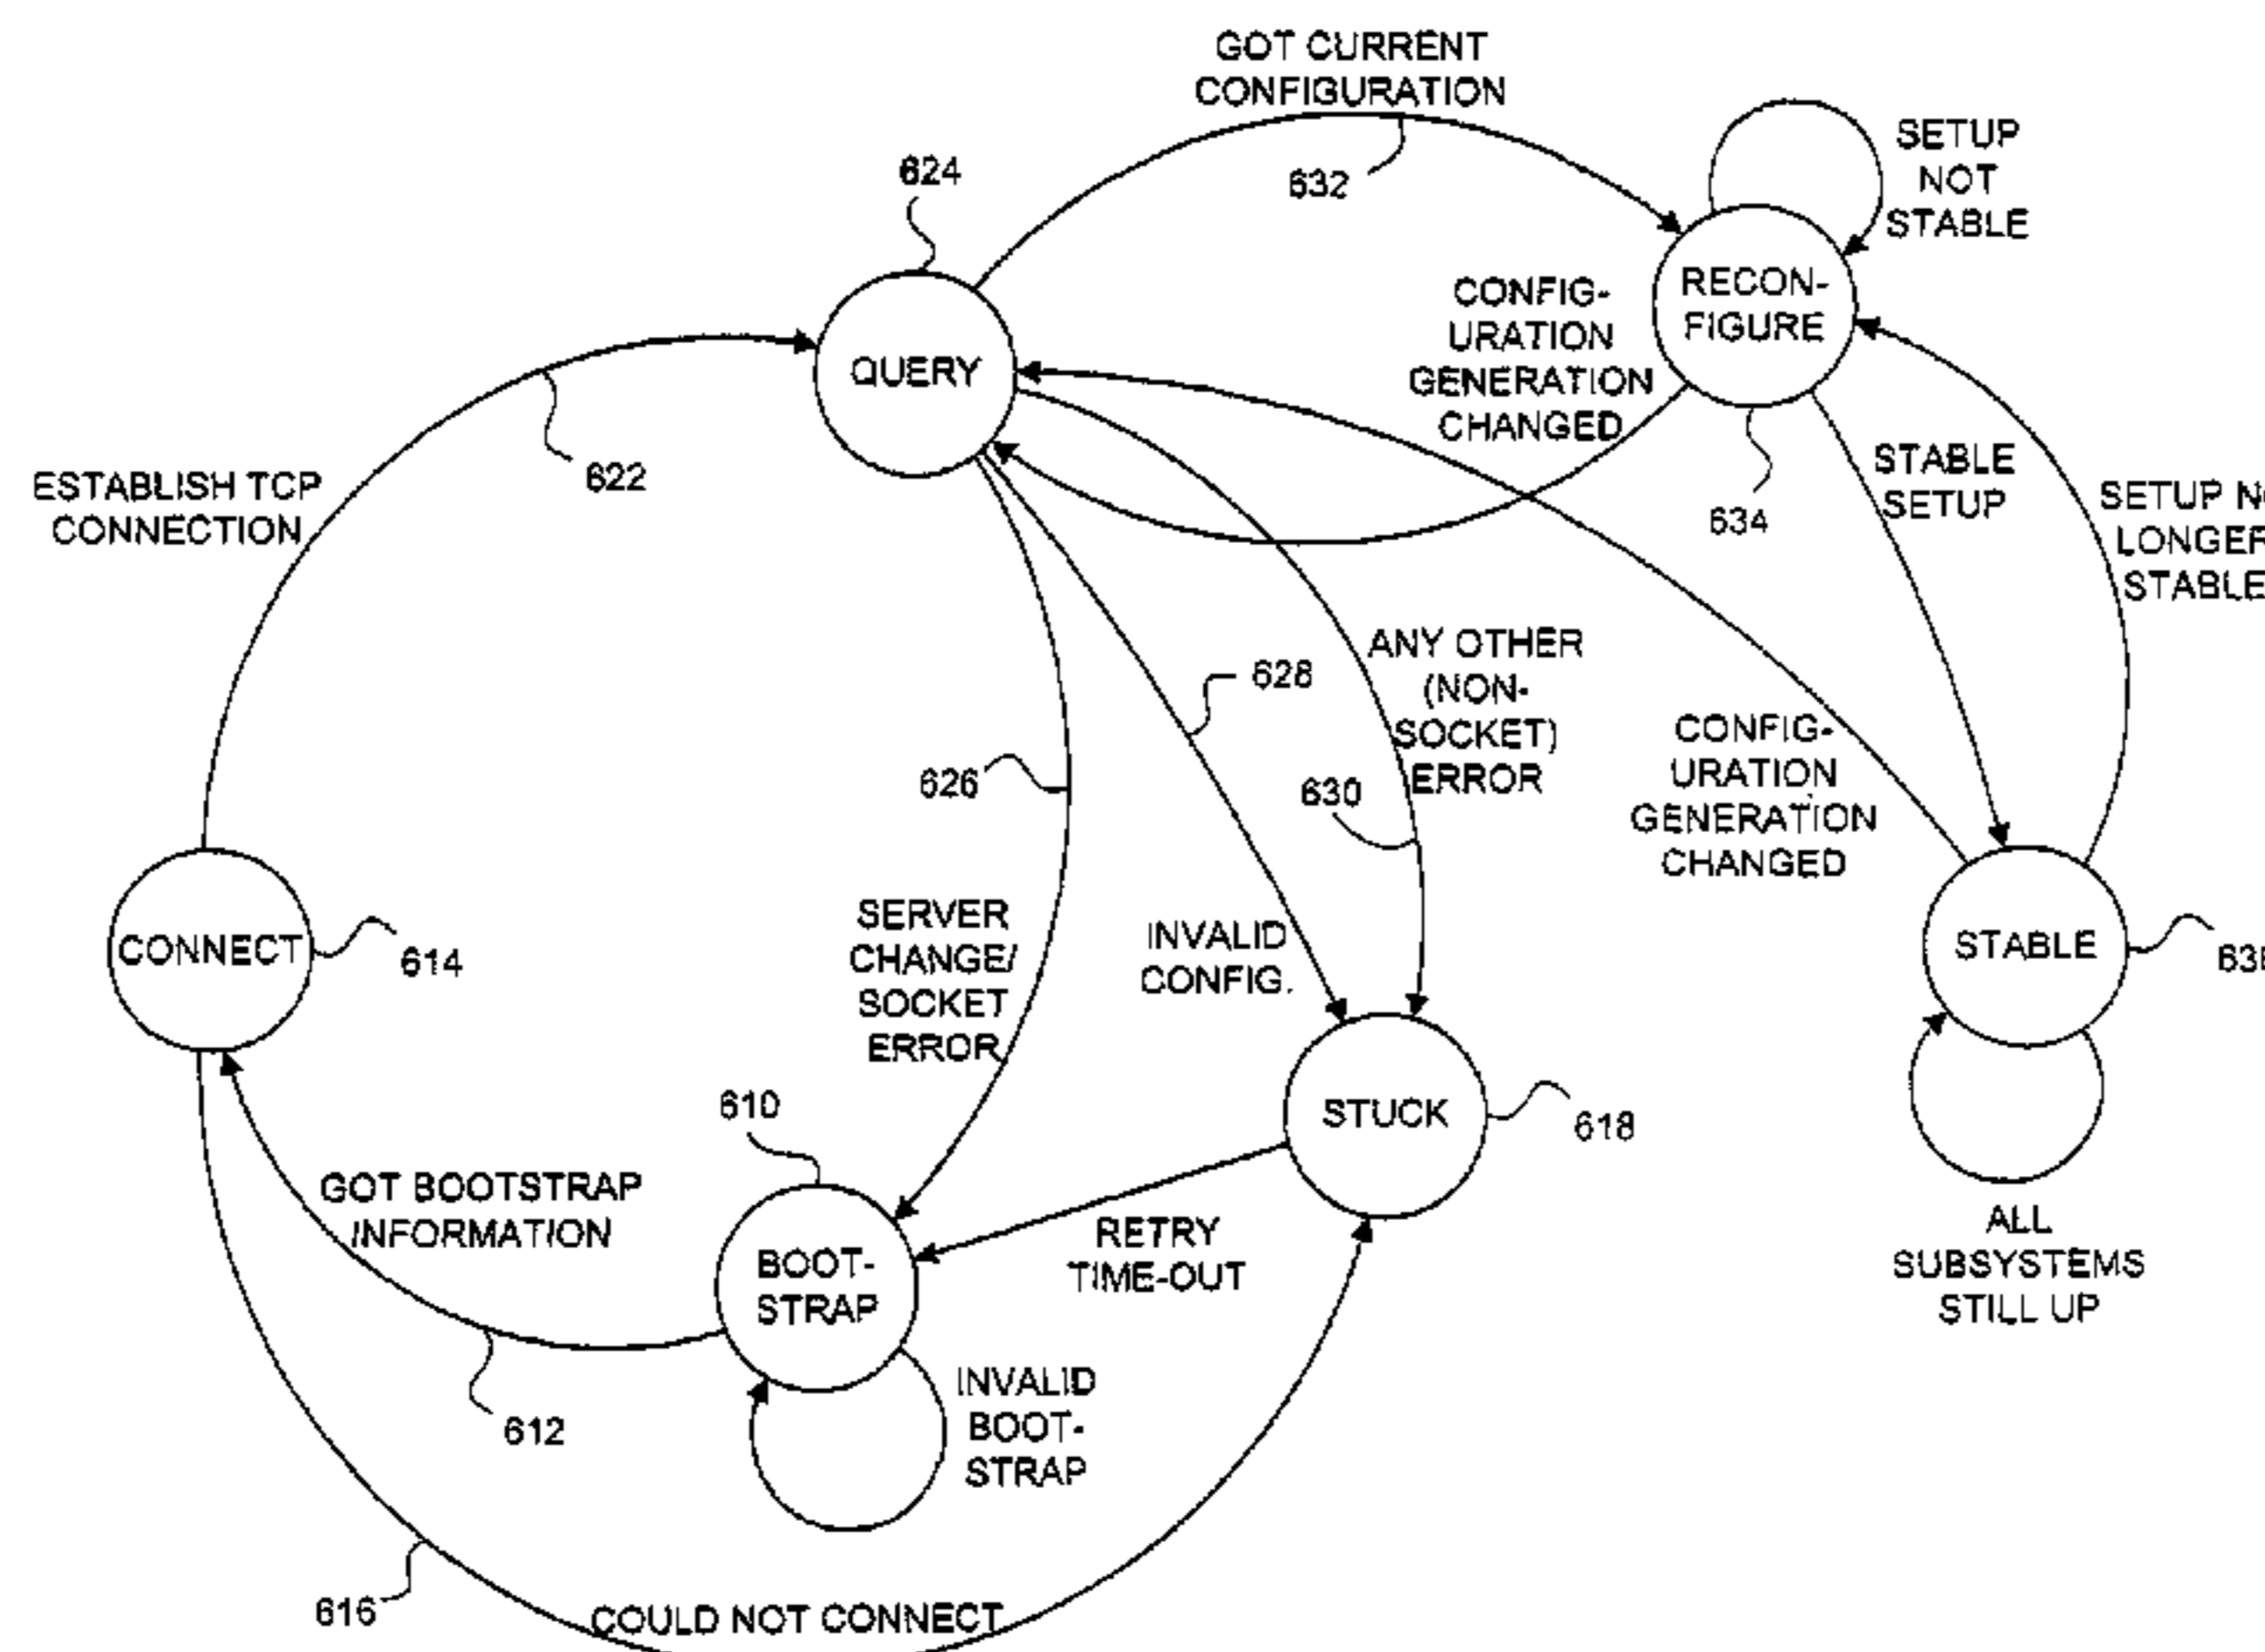 GOT CURRENT
CONFIGURATION
632
624
SETUP
NOT
STABLE
RECON-
FIGURE
634
QUERY
CONFIG-
URATION
GENERATION
CHANGED
ESTABLISH TCP
CONNECTION
622
STABLE
SETUP
SETUP
LONGER
STABLE
ANY OTHER
(NON-
SOCKET)
ERROR
628
626
630
CONFIG-
URATION
GENERATION
CHANGED
CONNECT
614
SERVER
CHANGE/
SOCKET
ERROR
INVALID
CONFIG.
STABLE
STUCK
618
610
GOT BOOTSTRAP
INFORMATION
BOOT-
STRAP
RETRY
TIME-OUT
ALL
SUBSYSTEMS
STILL UP
612
INVALID
BOOT-
STRAP
616
COULD NOT CONNECT